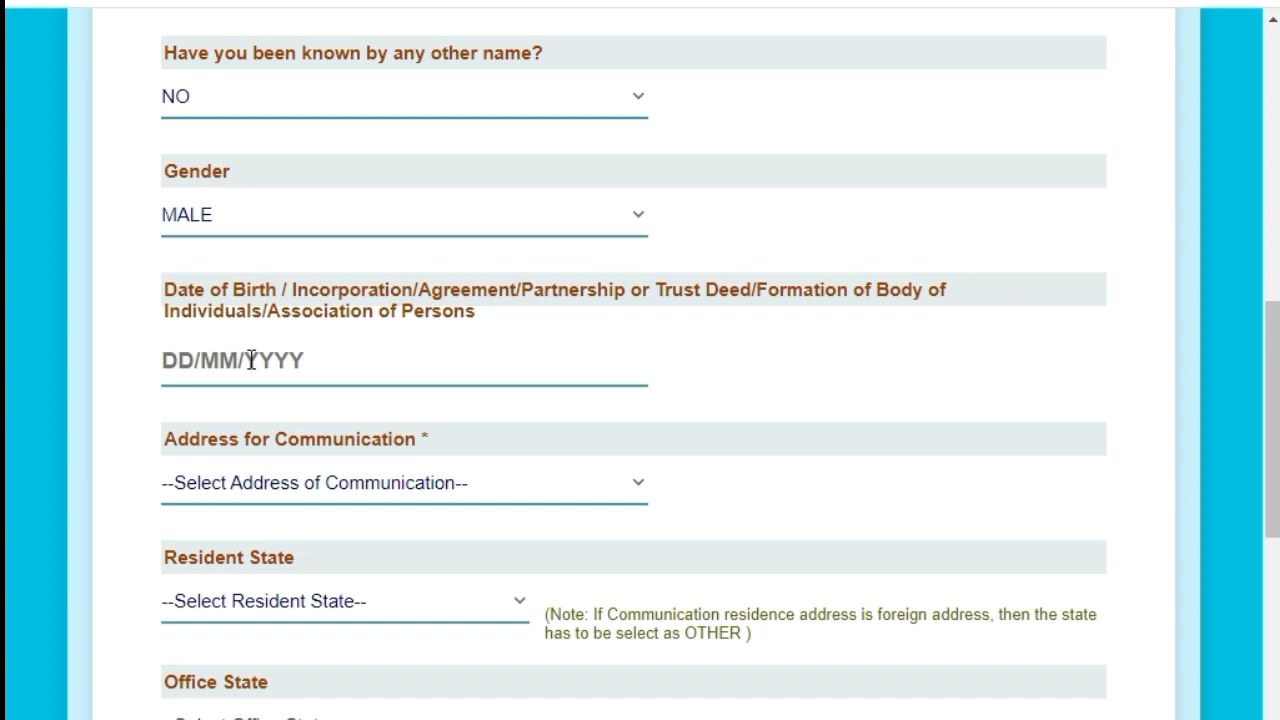 Have you been known by any other name?
NO
Gender
MALE
Date of Birth / Incorporation/Agreement/Partnership or Trust Deed/Formation of Body of
Individuals/Association of Persons
DD/MM/YYYY
Address for Communication *
--Select Address of Communication--
Resident State
--Select Resident State--
(Note: If Communication residence address is foreign address, then the state
has to be select as OTHER )
Office State